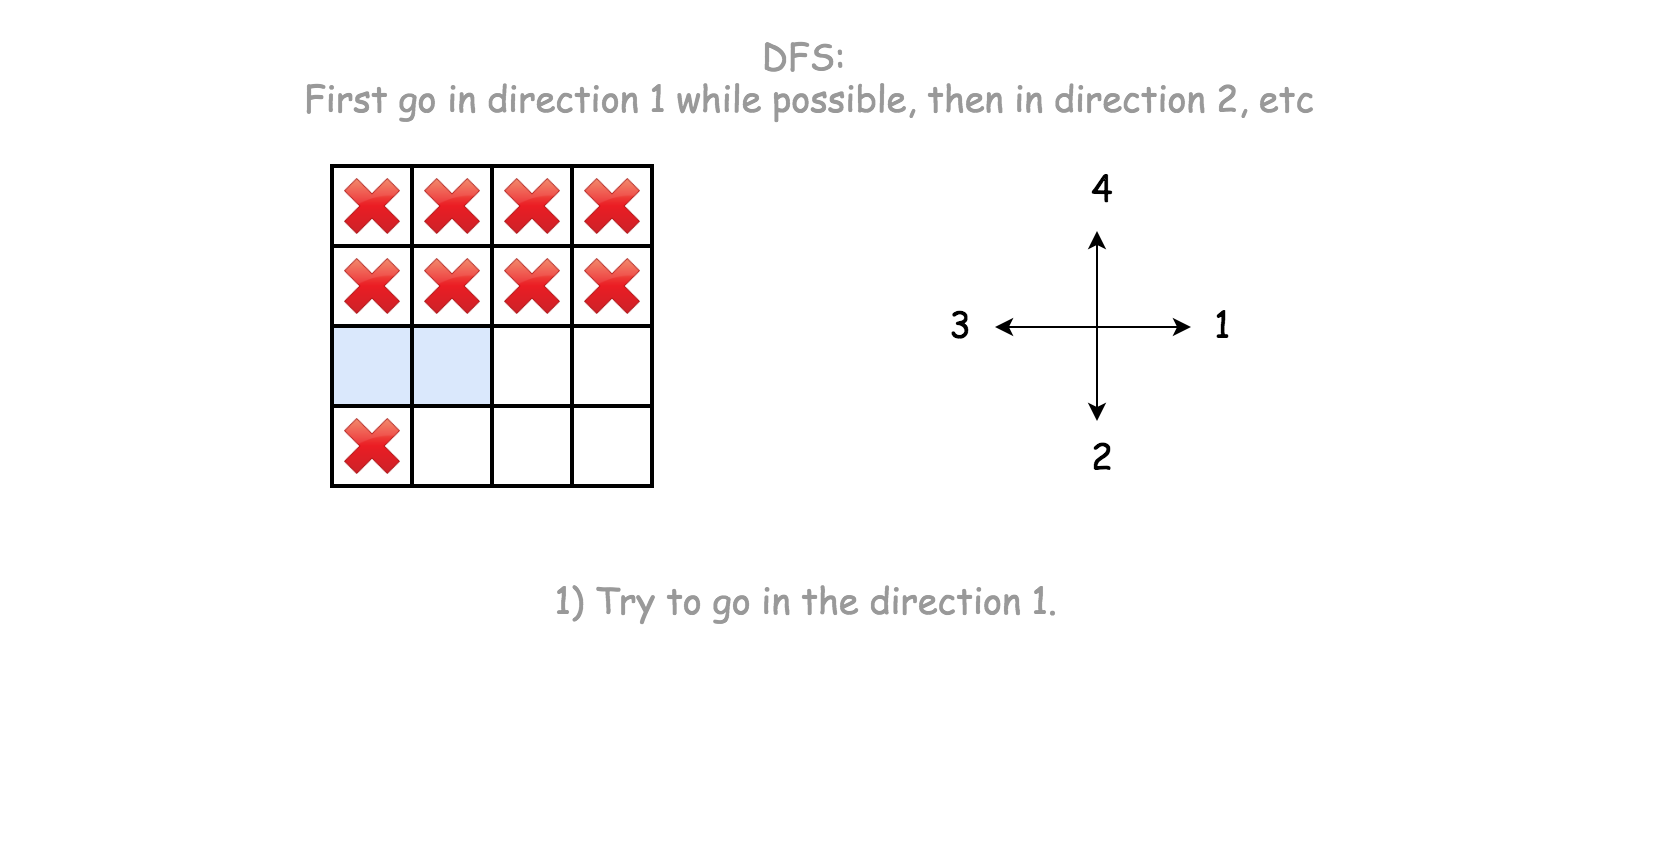 DFS:
First go in direction 1 while possible, then in direction 2, etc
4
3
1
2
1) Try to go in the direction 1.